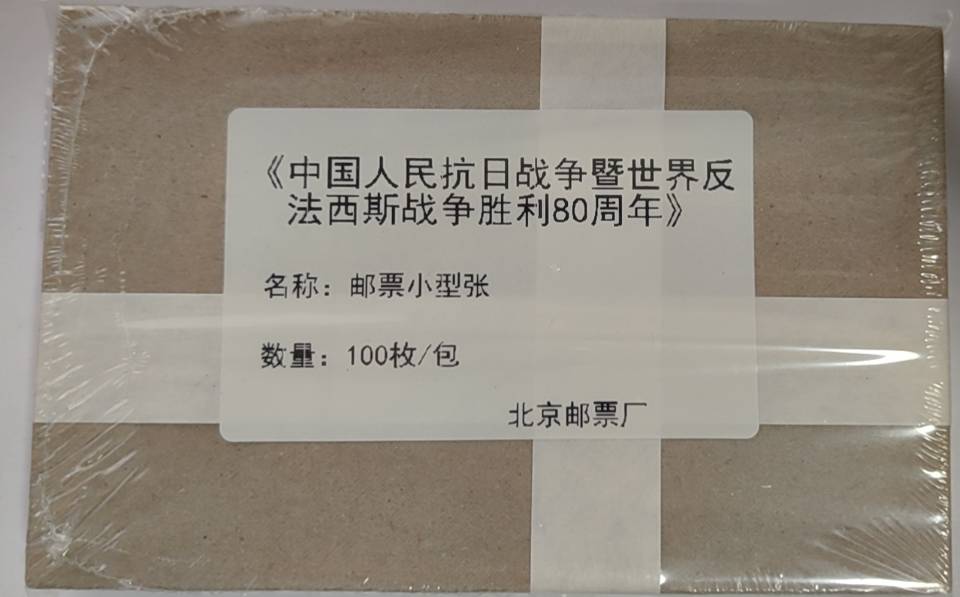 《中国人民抗日战争暨世界反
法西斯战争胜利80周年》
名称：邮票小型张
数量：100枚/包
北京邮票厂